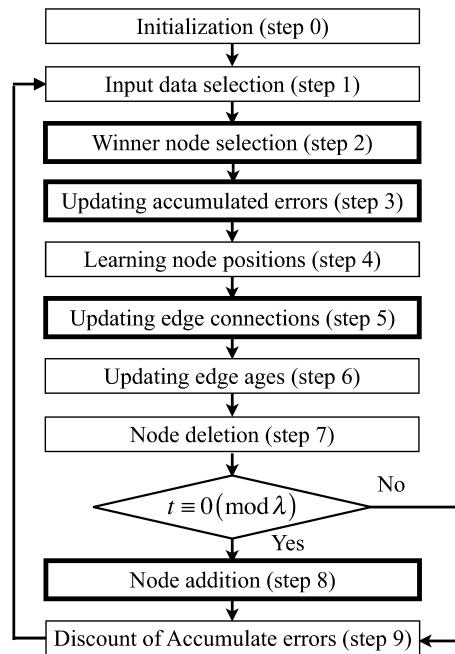 Initialization (step 0)
Input data selection (step 1)
Winner node selection (step 2)
Updating accumulated errors (step 3)
Learning node positions (step 4)
Updating edge connections (step 5)
Updating edge ages (step 6)
Node deletion (step 7)
t ≡ 0 (mod λ)
No
Yes
Node addition (step 8)
Discount of Accumulate errors (step 9)